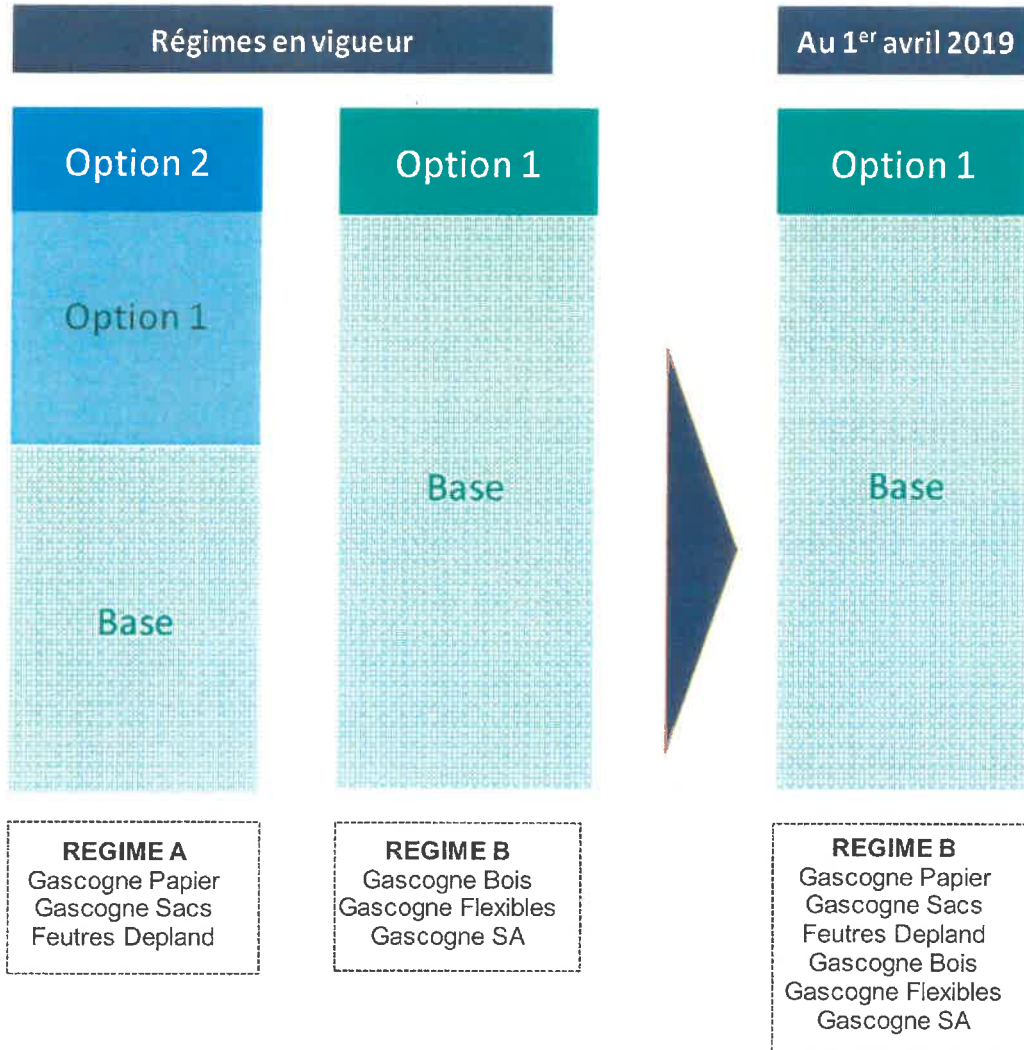 Régimes en vigueur
Au 1er avril 2019
Option 2
Option 1
Base
REGIME A
Gascogne Papier
Gascogne Sacs
Feutres Depland
Option 1
Base
REGIME B
Gascogne Bois
Gascogne Flexibles
Gascogne SA
Option 1
Base
REGIME B
Gascogne Papier
Gascogne Sacs
Feutres Depland
Gascogne Bois
Gascogne Flexibles
Gascogne SA